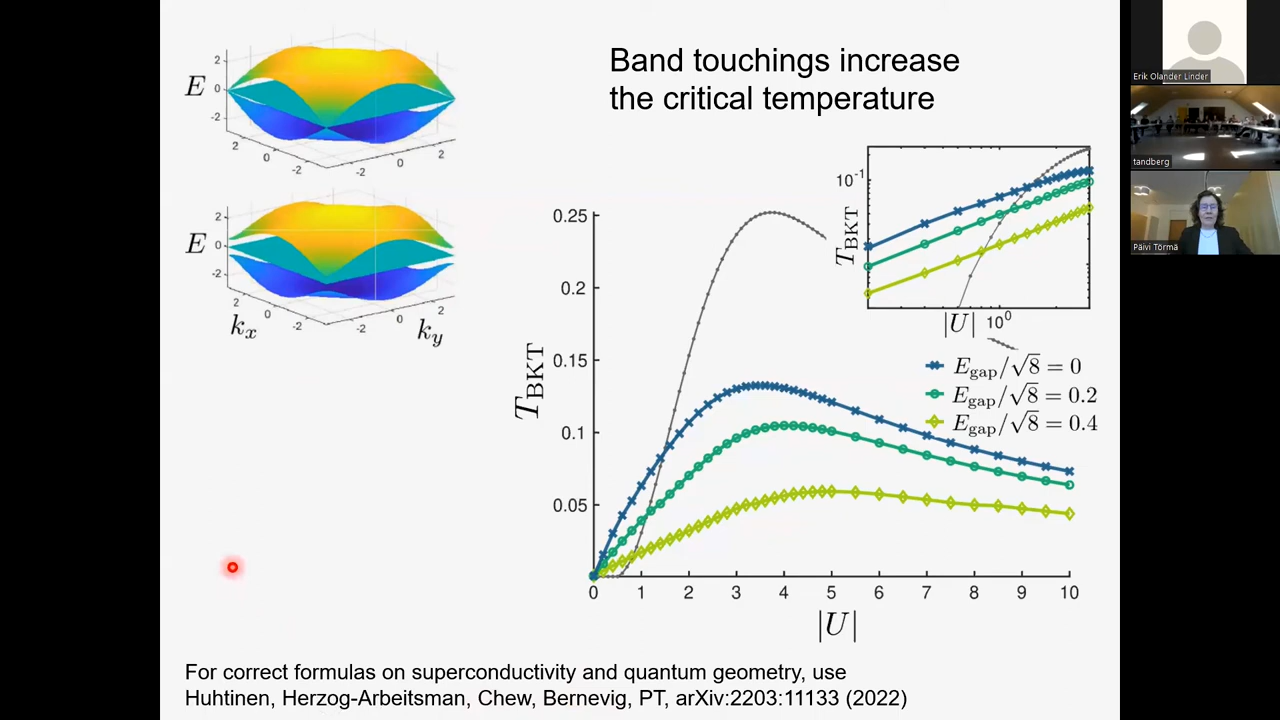 Band touchings increase
the critical temperature
E
2
0
-2
2
0
-2
-2
0
2
E
2
0
-2
2
0
-2
-2
0
2
k_x
k_y
T_BKT
0.25
0.2
0.15
0.1
0.05
0 1 2 3 4 5 6 7 8 9 10
|U|
10^-1
T_BKT
|U| 10^0
E_gap/√8 = 0
E_gap/√8 = 0.2
E_gap/√8 = 0.4
For correct formulas on superconductivity and quantum geometry, use
Huhtinen, Herzog-Arbeitsman, Chew, Bernevig, PT, arXiv:2203:11133 (2022)
Erik Olander Linder
tandberg
Päivi Törmä